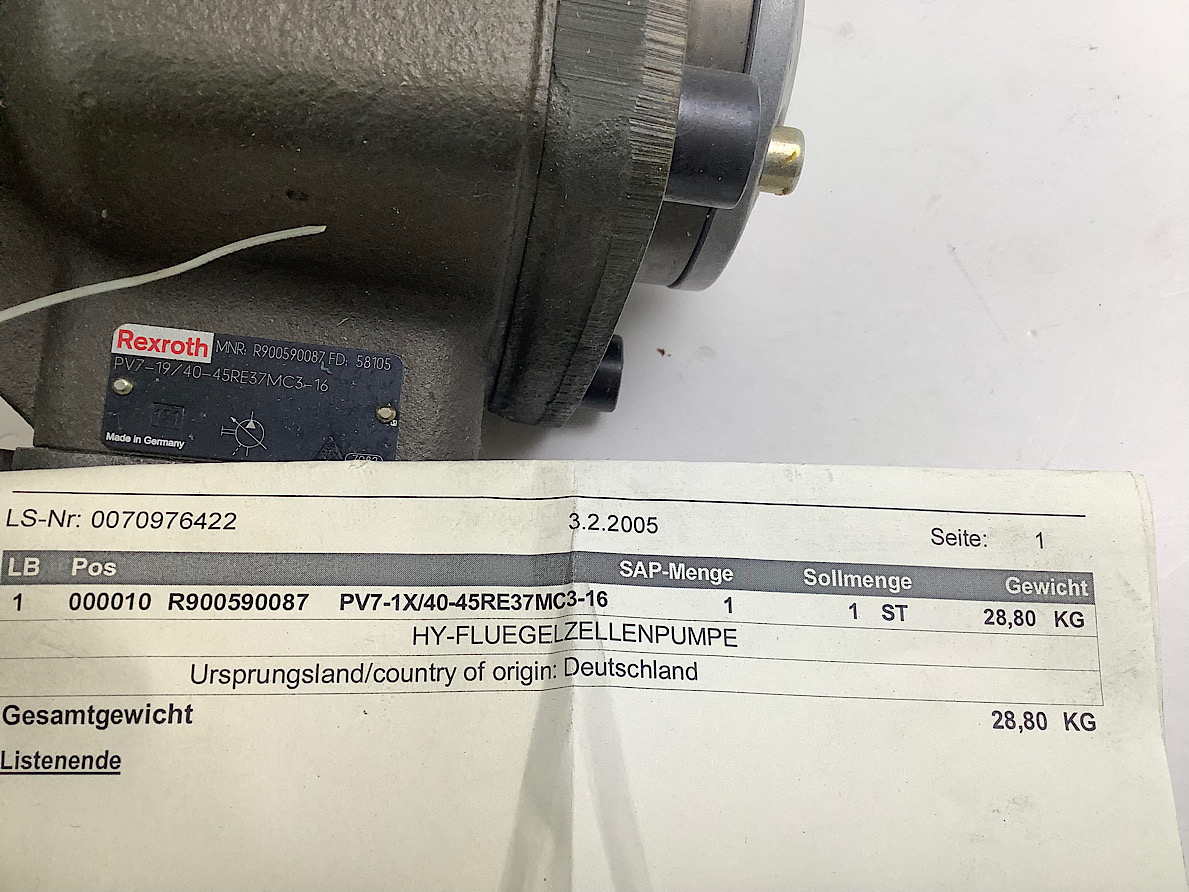 Rexroth MNR: R900590087 FD: 58105
PV7-19/40-45RE37MC3-16
Made in Germany
LS-Nr: 0070976422 3.2.2005 Seite: 1
LB Pos SAP-Menge Sollmenge Gewicht
1 000010 R900590087 PV7-1X/40-45RE37MC3-16 1 1 ST 28,80 KG
HY-FLUEGELZELLENPUMPE
Ursprungsland/country of origin: Deutschland
Gesamtgewicht 28,80 KG
Listenende